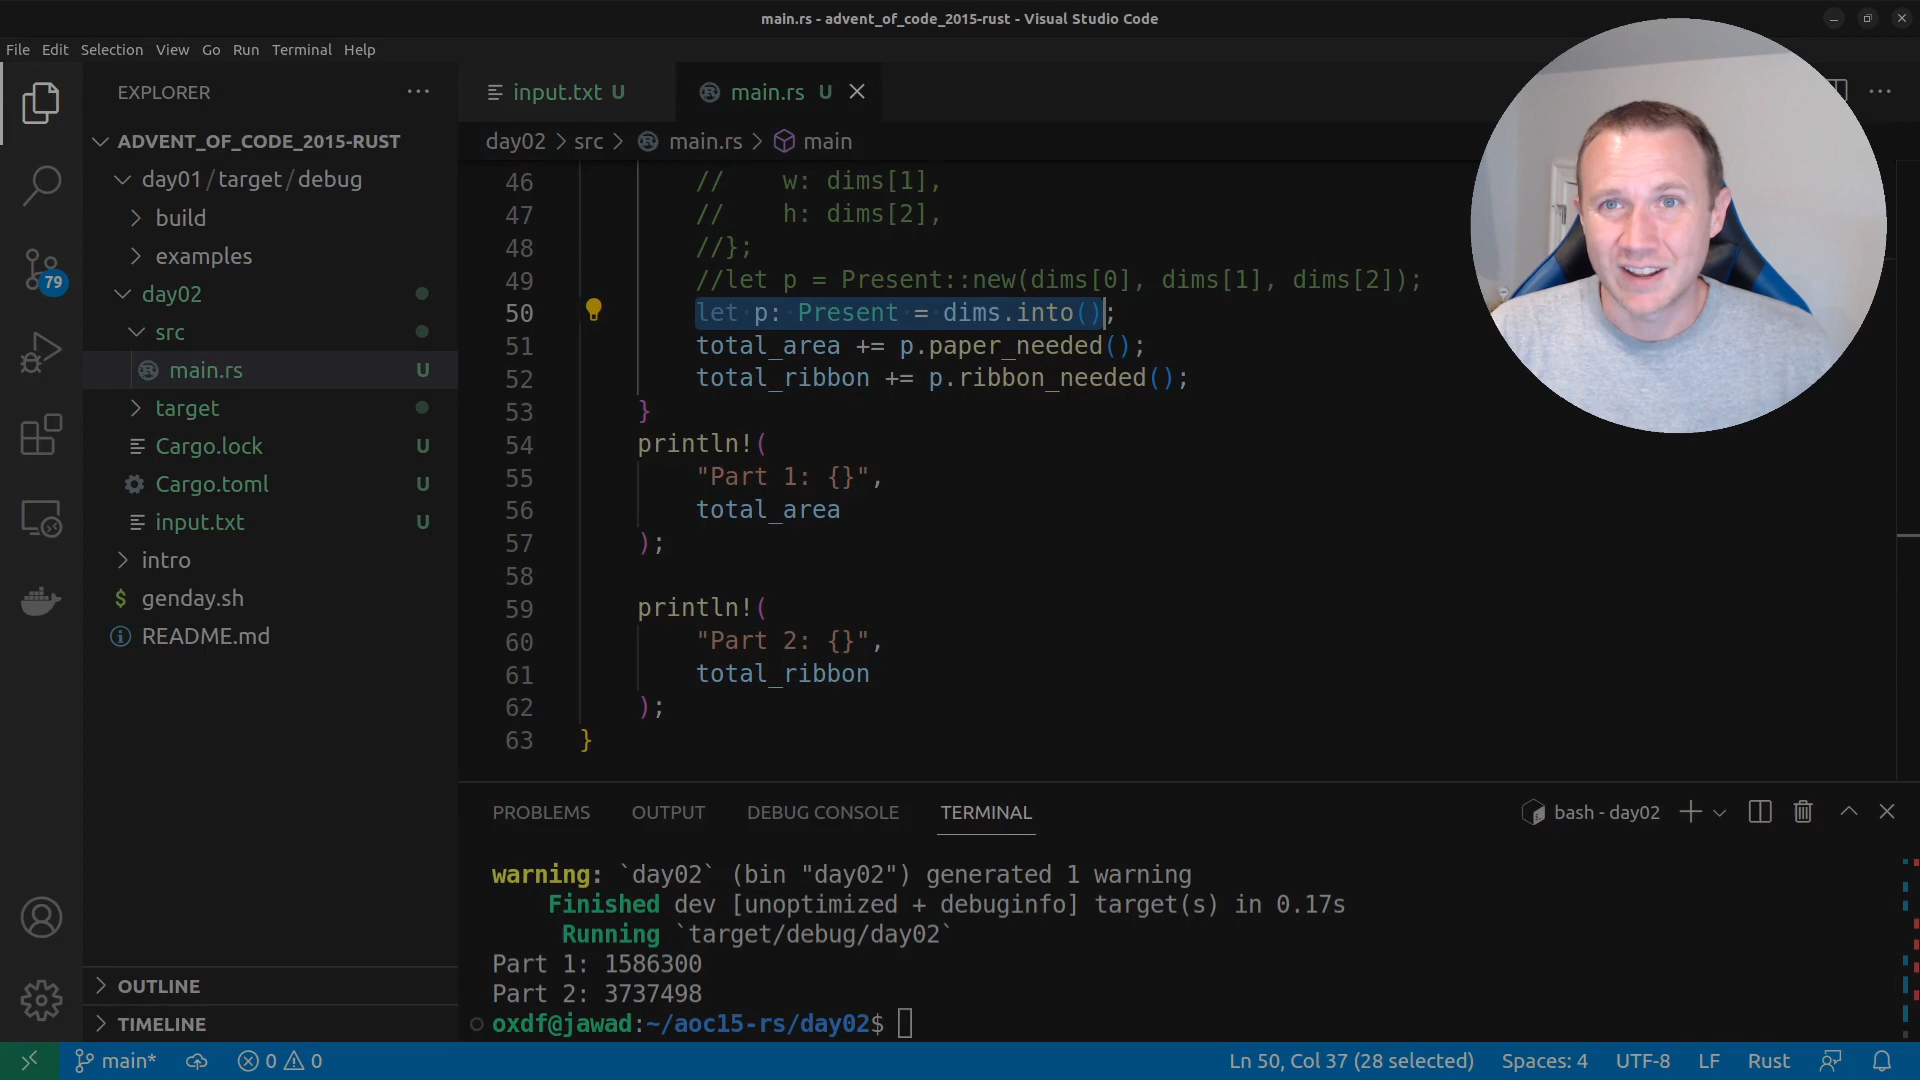 main.rs - advent_of_code_2015-rust - Visual Studio Code
File Edit Selection View Go Run Terminal Help
EXPLORER
ADVENT_OF_CODE_2015-RUST
day01 / target / debug
build
examples
day02
src
main.rs U
target
Cargo.lock U
Cargo.toml U
input.txt U
intro
$ genday.sh
README.md
79
OUTLINE
TIMELINE
input.txt U
main.rs U
day02 > src > main.rs > main
46 // w: dims[1],
47 // h: dims[2],
48 //};
49 //let p = Present::new(dims[0], dims[1], dims[2]);
50 let p: Present = dims.into();
51 total_area += p.paper_needed();
52 total_ribbon += p.ribbon_needed();
53 }
54 println!(
55 "Part 1: {}",
56 total_area
57 );
58
59 println!(
60 "Part 2: {}",
61 total_ribbon
62 );
63 }
PROBLEMS OUTPUT DEBUG CONSOLE TERMINAL
bash - day02
warning: `day02` (bin "day02") generated 1 warning
Finished dev [unoptimized + debuginfo] target(s) in 0.17s
Running `target/debug/day02`
Part 1: 1586300
Part 2: 3737498
oxdf@jawad:~/aoc15-rs/day02$
main* 0 0 Ln 50, Col 37 (28 selected) Spaces: 4 UTF-8 LF Rust